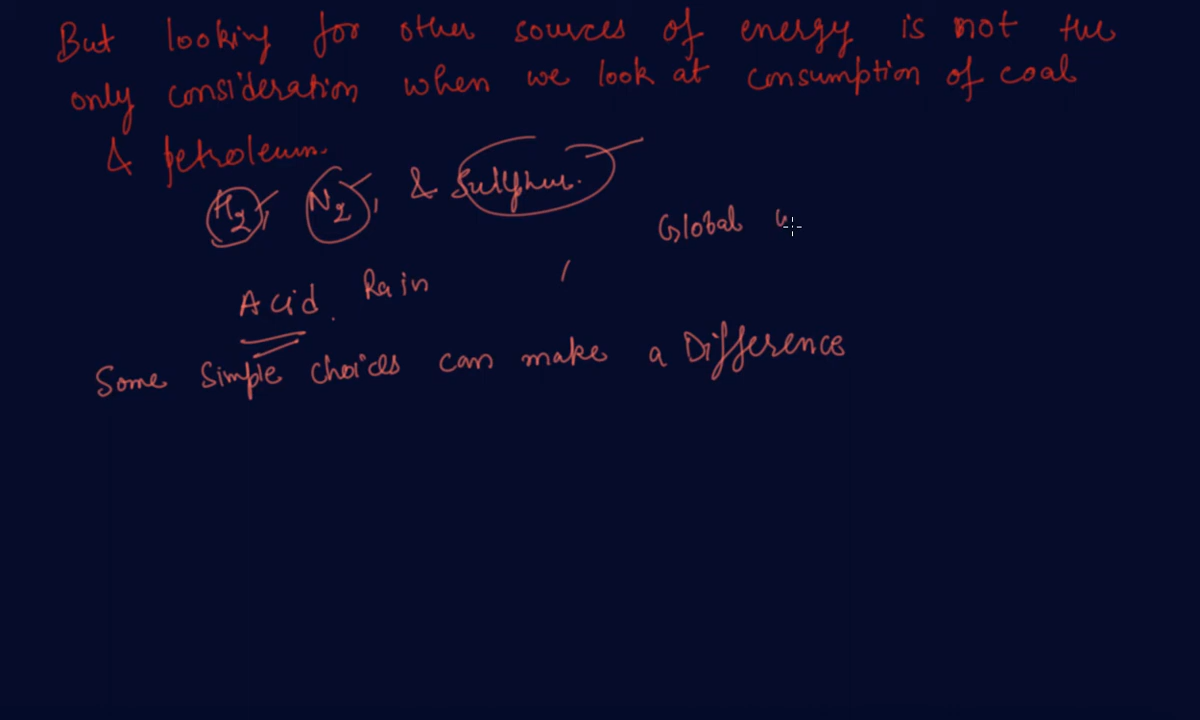 But looking for other sources of energy is not the
only consideration when we look at consumption of coal
& petroleum.
H2, N2, & Sulphur.
Global
Acid Rain
Some Simple choices can make a Difference